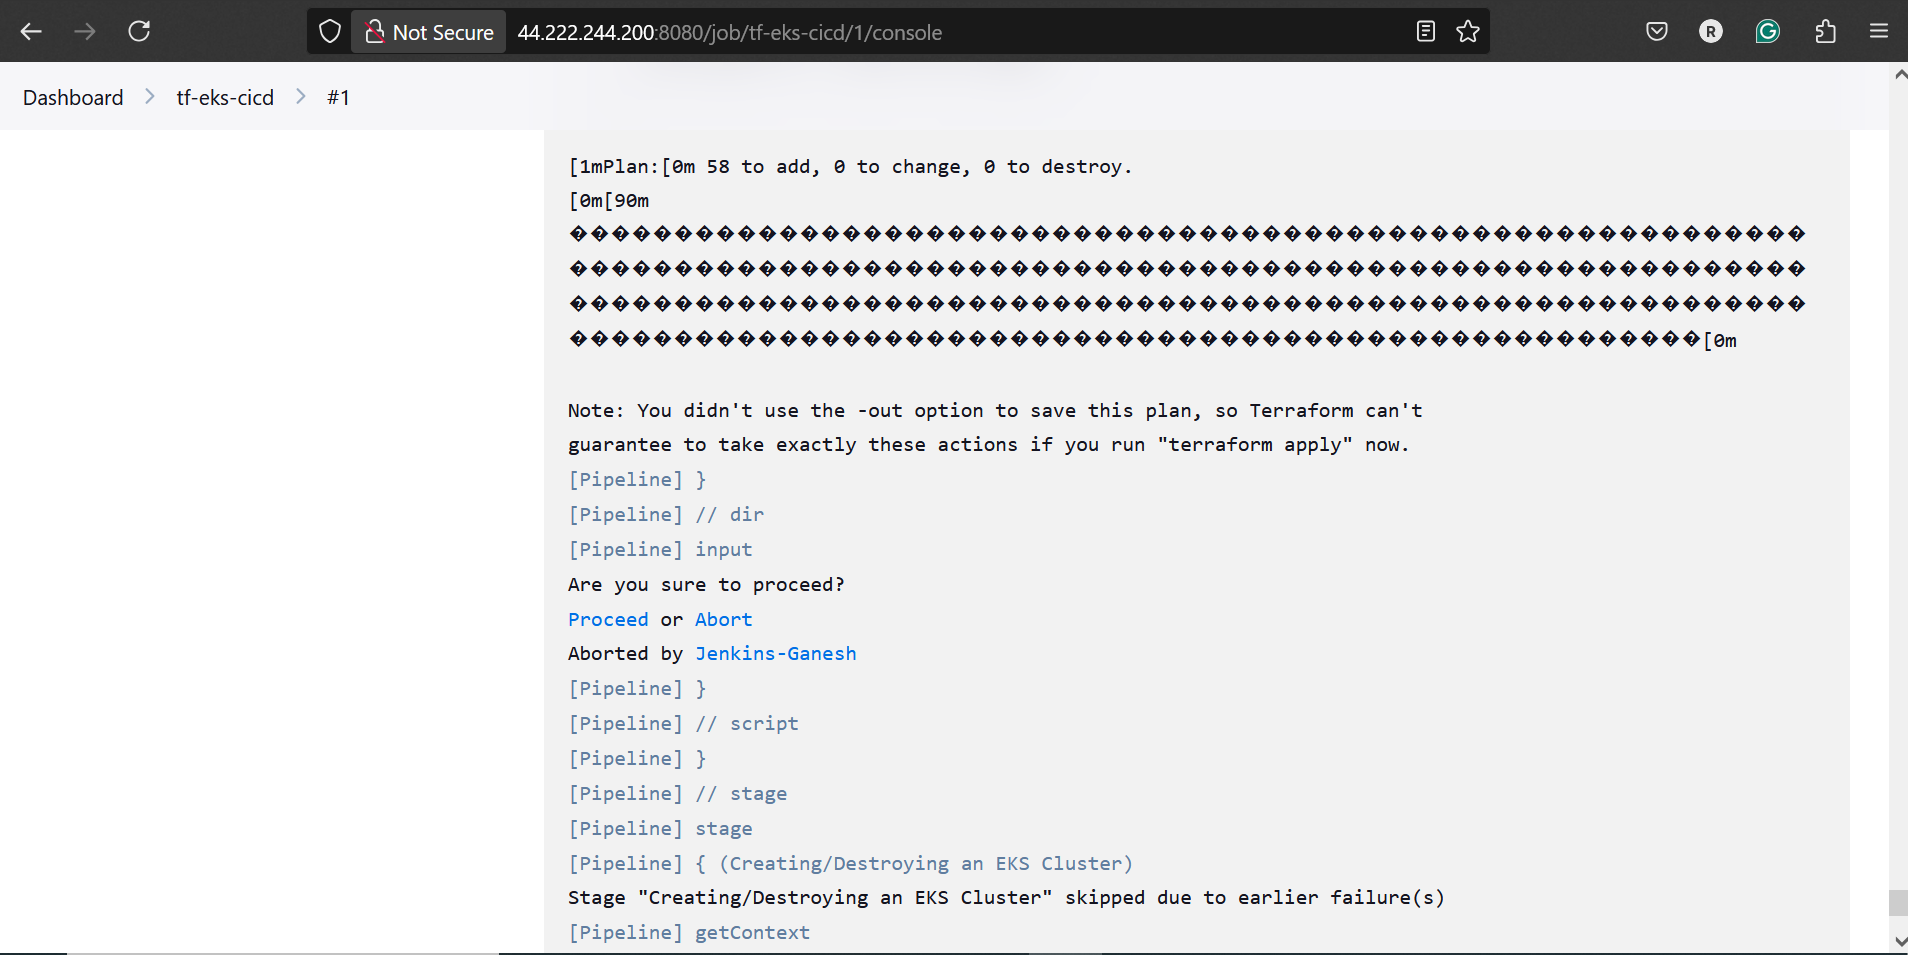 Not Secure 44.222.244.200:8080/job/tf-eks-cicd/1/console
R
G
Dashboard > tf-eks-cicd > #1
[1mPlan:[0m 58 to add, 0 to change, 0 to destroy.
[0m[90m
�����������������������������������������������������������
�����������������������������������������������������������
�����������������������������������������������������������
������������������������������������������������������[0m
Note: You didn't use the -out option to save this plan, so Terraform can't
guarantee to take exactly these actions if you run "terraform apply" now.
[Pipeline] }
[Pipeline] // dir
[Pipeline] input
Are you sure to proceed?
Proceed or Abort
Aborted by Jenkins-Ganesh
[Pipeline] }
[Pipeline] // script
[Pipeline] }
[Pipeline] // stage
[Pipeline] stage
[Pipeline] { (Creating/Destroying an EKS Cluster)
Stage "Creating/Destroying an EKS Cluster" skipped due to earlier failure(s)
[Pipeline] getContext